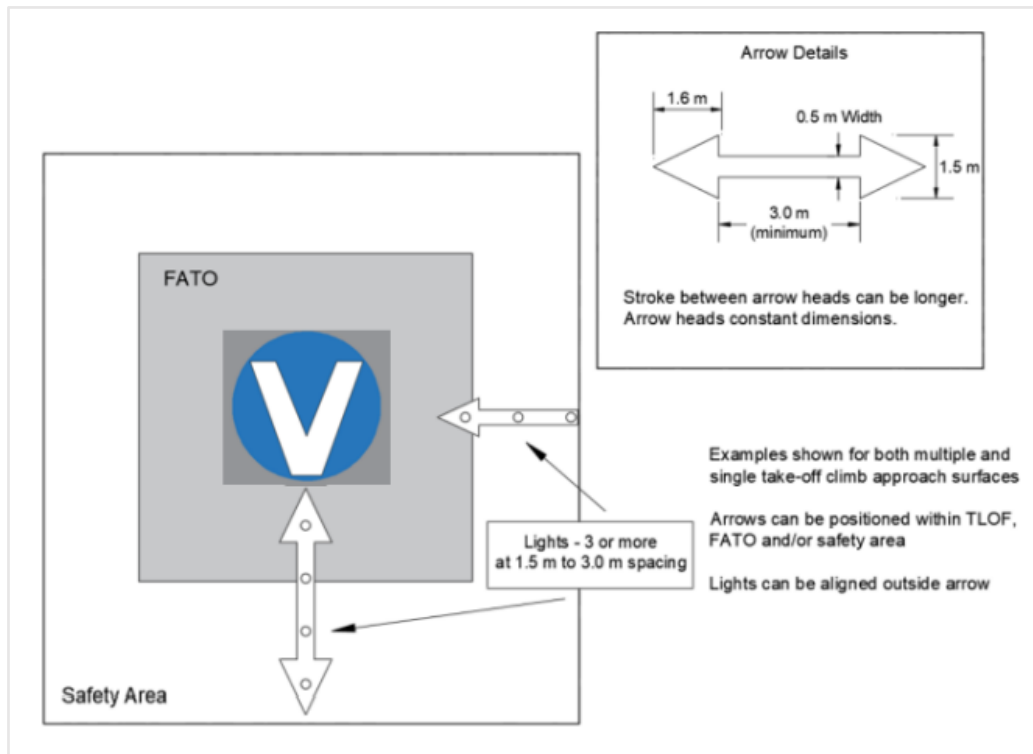 Arrow Details
1.6 m
0.5 m Width
1.5 m
3.0 m
(minimum)
Stroke between arrow heads can be longer.
Arrow heads constant dimensions.
FATO
V
Examples shown for both multiple and
single take-off climb approach surfaces
Arrows can be positioned within TLOF,
FATO and/or safety area
Lights - 3 or more
at 1.5 m to 3.0 m spacing
Lights can be aligned outside arrow
Safety Area